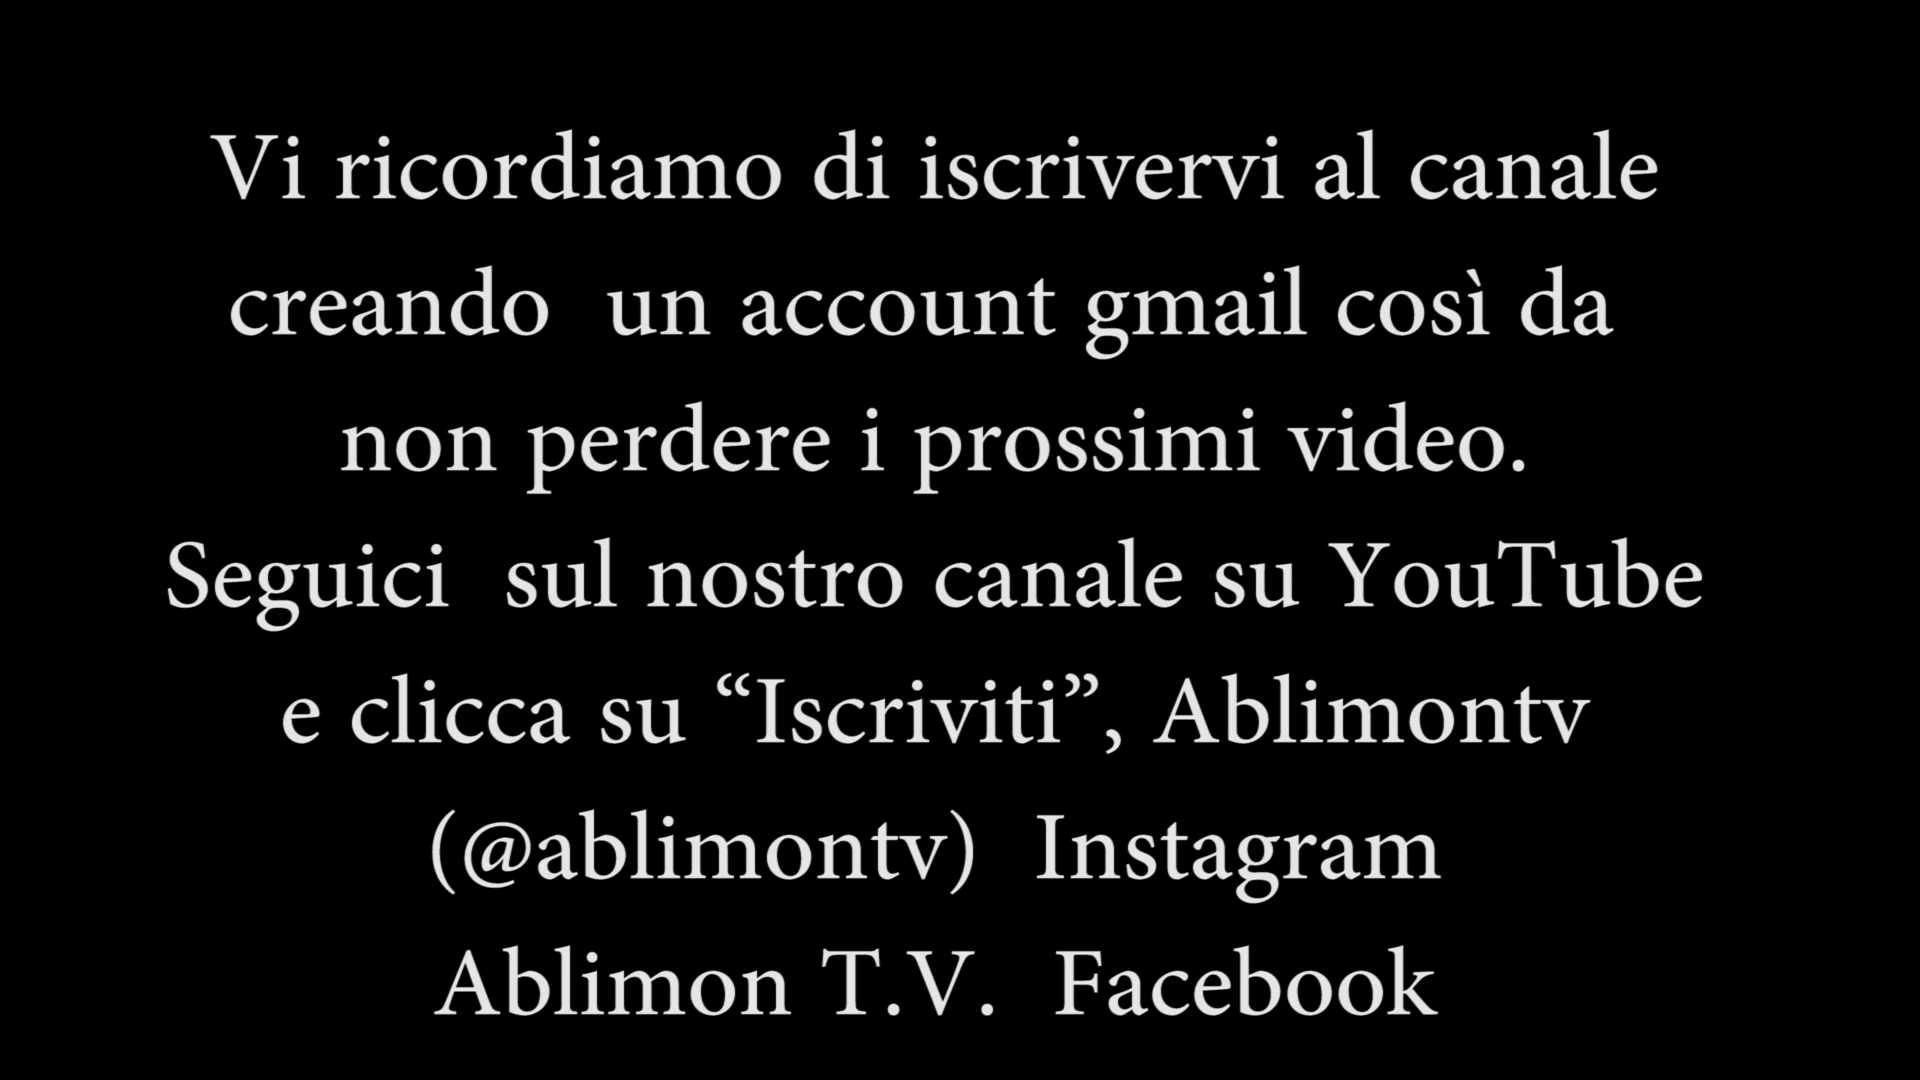 Vi ricordiamo di iscrivervi al canale
creando  un account gmail così da
non perdere i prossimi video.
Seguici  sul nostro canale su YouTube
e clicca su “Iscriviti”, Ablimontv
(@ablimontv)  Instagram
Ablimon T.V.  Facebook